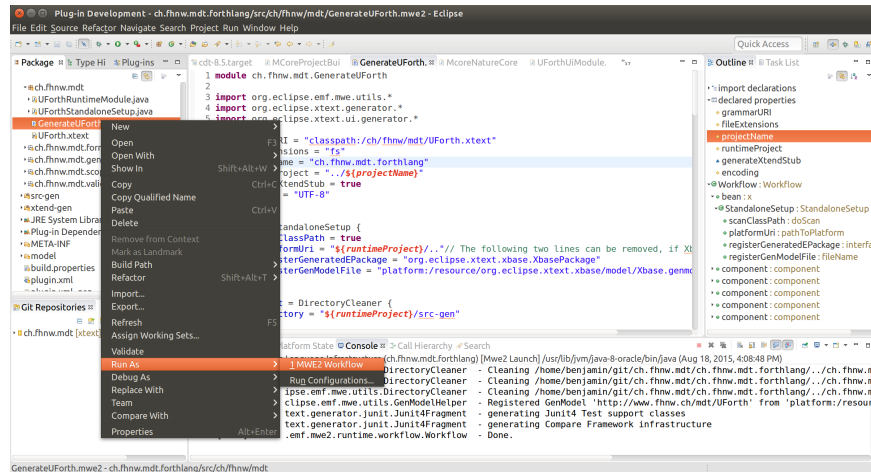 Plug-in Development - ch.fhnw.mdt.forthlang/src/ch/fhnw/mdt/GenerateUForth.mwe2 - Eclipse
File Edit Source Refactor Navigate Search Project Run Window Help
Quick Access
Package
Type Hi
Plug-ins
cdt-8.5.target
MCoreProjectBui
GenerateUForth.
McoreNatureCore
UForthUiModule.
Outline
Task List
ch.fhnw.mdt
UForthRuntimeModule.java
UForthStandaloneSetup.java
GenerateUForth
UForth.xtext
ch.fhnw.mdt.form
ch.fhnw.mdt.gen
ch.fhnw.mdt.scop
ch.fhnw.mdt.vali
src-gen
xtend-gen
JRE System Librar
Plug-in Depender
META-INF
model
build.properties
plugin.xml
Git Repositories
ch.fhnw.mdt [xtext]
New
Open F3
Open With
Show In Shift+Alt+W
Copy Ctrl+C
Copy Qualified Name
Paste Ctrl+V
Delete
Remove from Context
Mark as Landmark
Build Path
Refactor Shift+Alt+T
Import...
Export...
Refresh F5
Assign Working Sets...
Validate
Run As
Debug As
Replace With
Team
Compare With
Properties Alt+Enter
1 MWE2 Workflow
Run Configurations...
1 module ch.fhnw.mdt.GenerateUForth
2
3 import org.eclipse.emf.mwe.utils.*
4 import org.eclipse.xtext.generator.*
5 import org.eclipse.xtext.ui.generator.*
RI = "classpath:/ch/fhnw/mdt/UForth.xtext"
nsions = "fs"
ame = "ch.fhnw.mdt.forthlang"
oject = "../${projectName}"
XtendStub = true
= "UTF-8"
andaloneSetup {
ClassPath = true
formUri = "${runtimeProject}/.."// The following two lines can be removed, if Xb
sterGeneratedEPackage = "org.eclipse.xtext.xbase.XbasePackage"
sterGenModelFile = "platform:/resource/org.eclipse.xtext.xbase/model/Xbase.genmo
t = DirectoryCleaner {
ctory = "${runtimeProject}/src-gen"
import declarations
declared properties
grammarURI
fileExtensions
projectName
runtimeProject
generateXtendStub
encoding
Workflow : Workflow
bean : x
StandaloneSetup : StandaloneSetup
scanClassPath : doScan
platformUri : pathToPlatform
registerGeneratedEPackage : interfa
registerGenModelFile : fileName
component : component
component : component
component : component
component : component
component : component
Platform State
Console
Call Hierarchy
Search
(ch.fhnw.mdt.forthlang) [Mwe2 Launch] /usr/lib/jvm/java-8-oracle/bin/java (Aug 18, 2015, 4:08:48 PM)
DirectoryCleaner - Cleaning /home/benjamin/git/ch.fhnw.mdt/ch.fhnw.mdt.forthlang/../ch.fhnw.m
DirectoryCleaner - Cleaning /home/benjamin/git/ch.fhnw.mdt/ch.fhnw.mdt.forthlang/../ch.fhnw.m
ipse.emf.mwe.utils.DirectoryCleaner - Cleaning /home/benjamin/git/ch.fhnw.mdt/ch.fhnw.mdt.forthlang/../ch.fhnw.m
clipse.emf.mwe.utils.GenModelHelper - Registered GenModel 'http://www.fhnw.ch/mdt/UForth' from 'platform:/resour
text.generator.junit.Junit4Fragment - generating Junit4 Test support classes
text.generator.junit.Junit4Fragment - generating Compare Framework infrastructure
.emf.mwe2.runtime.workflow.Workflow - Done.
GenerateUForth.mwe2 - ch.fhnw.mdt.forthlang/src/ch/fhnw/mdt